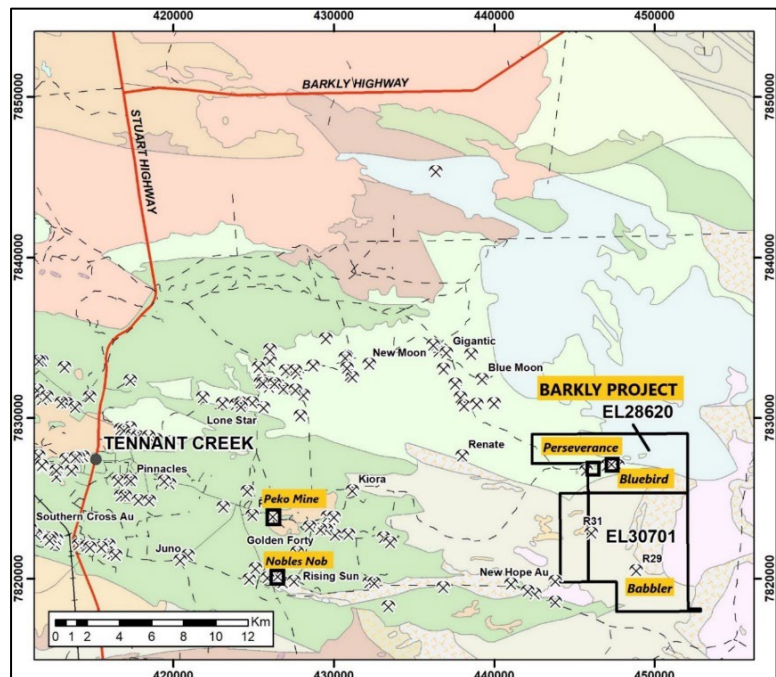 420000 430000 440000 450000
7850000
7840000
7830000
7820000
7850000
7840000
7830000
7820000
BARKLY HIGHWAY
STUART HIGHWAY
Gigantic
New Moon
Blue Moon
BARKLY PROJECT
EL28620
Lone Star
TENNANT CREEK
Renate
Perseverance
Bluebird
Pinnacles
Kiora
Peko Mine
Southern Cross Au
Golden Forty
R31
EL30701
Juno
Nobles Nob
Rising Sun
New Hope Au
R29
Babbler
Km
0 1 2 4 6 8 10 12
420000 430000 440000 450000